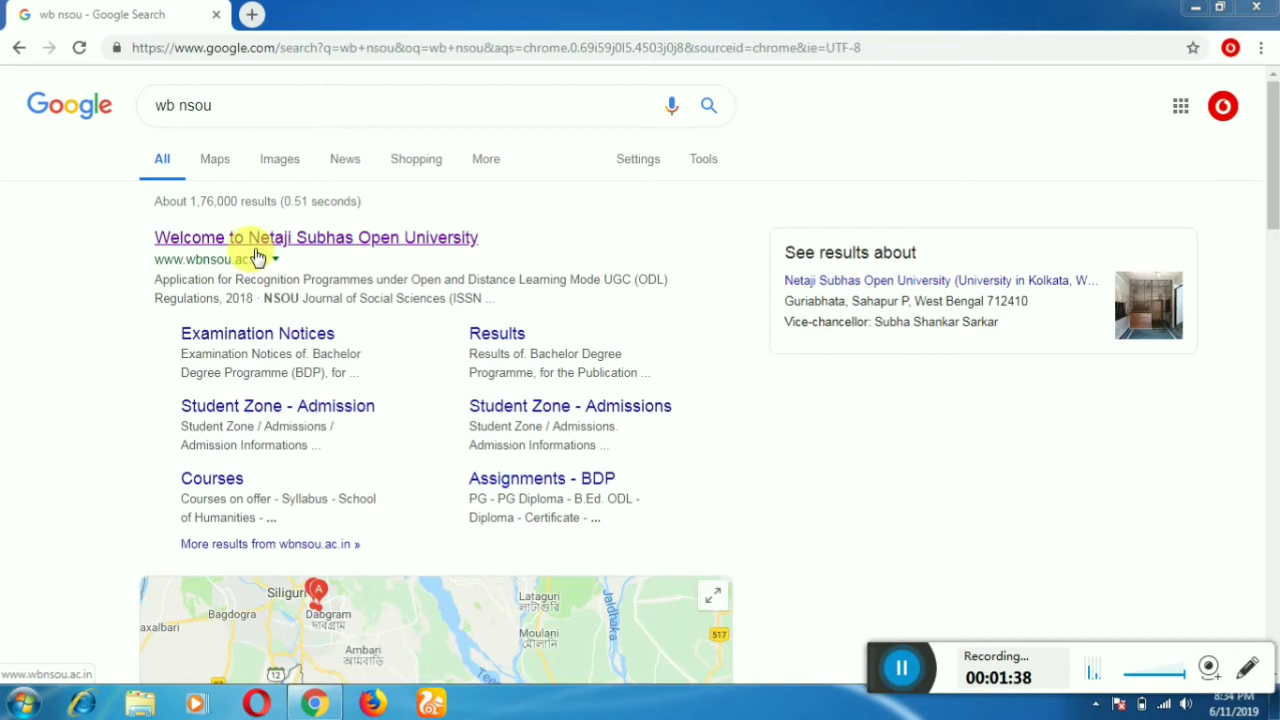 wb nsou - Google Search
https://www.google.com/search?q=wb+nsou&oq=wb+nsou&aqs=chrome.0.69i59j0l5.4503j0j8&sourceid=chrome&ie=UTF-8
Google
wb nsou
All Maps Images News Shopping More Settings Tools
About 1,76,000 results (0.51 seconds)
Welcome to Netaji Subhas Open University
www.wbnsou.ac
Application for Recognition Programmes under Open and Distance Learning Mode UGC (ODL)
Regulations, 2018 · NSOU Journal of Social Sciences (ISSN ...
Examination Notices
Examination Notices of. Bachelor
Degree Programme (BDP), for ...
Results
Results of. Bachelor Degree
Programme, for the Publication ...
Student Zone - Admission
Student Zone / Admissions /
Admission Informations ...
Student Zone - Admissions
Student Zone / Admissions.
Admission Informations ...
Courses
Courses on offer - Syllabus - School
of Humanities - ...
Assignments - BDP
PG - PG Diploma - B.Ed. ODL -
Diploma - Certificate - ...
More results from wbnsou.ac.in »
See results about
Netaji Subhas Open University (University in Kolkata, W...
Guriabhata, Sahapur P, West Bengal 712410
Vice-chancellor: Subha Shankar Sarkar
Siliguri
A
Bagdogra
Dabgram
দাবগ্রাম
axalbari
Ambari
আমবাড়ি
12
Lataguri
লাটাগুড়ি
Moulani
মৌলানী
Jaldhaka
517
www.wbnsou.ac.in
Recording...
00:01:38
8:34 PM
6/11/2019